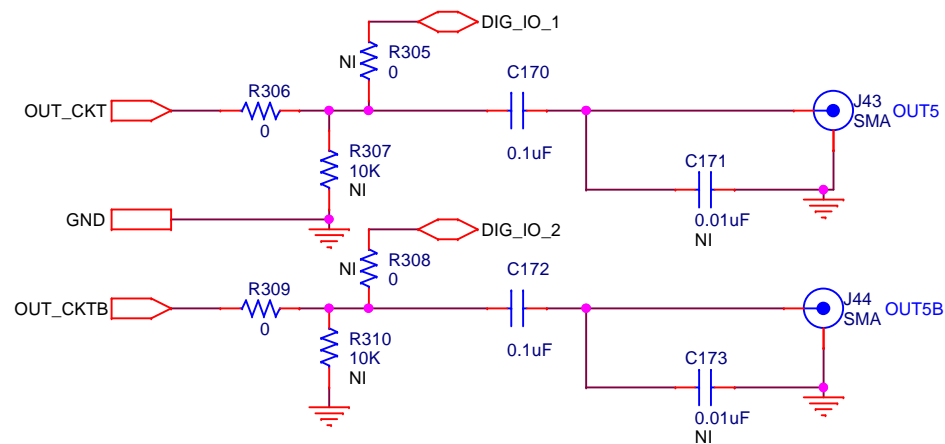 DIG_IO_1
NI
R305
0
C170
R306
OUT_CKT
0
0.1uF
J43
SMA
OUT5
R307
10K
NI
C171
0.01uF
NI
GND
DIG_IO_2
NI
R308
0
C172
R309
OUT_CKTB
0
0.1uF
J44
SMA
OUT5B
R310
10K
NI
C173
0.01uF
NI